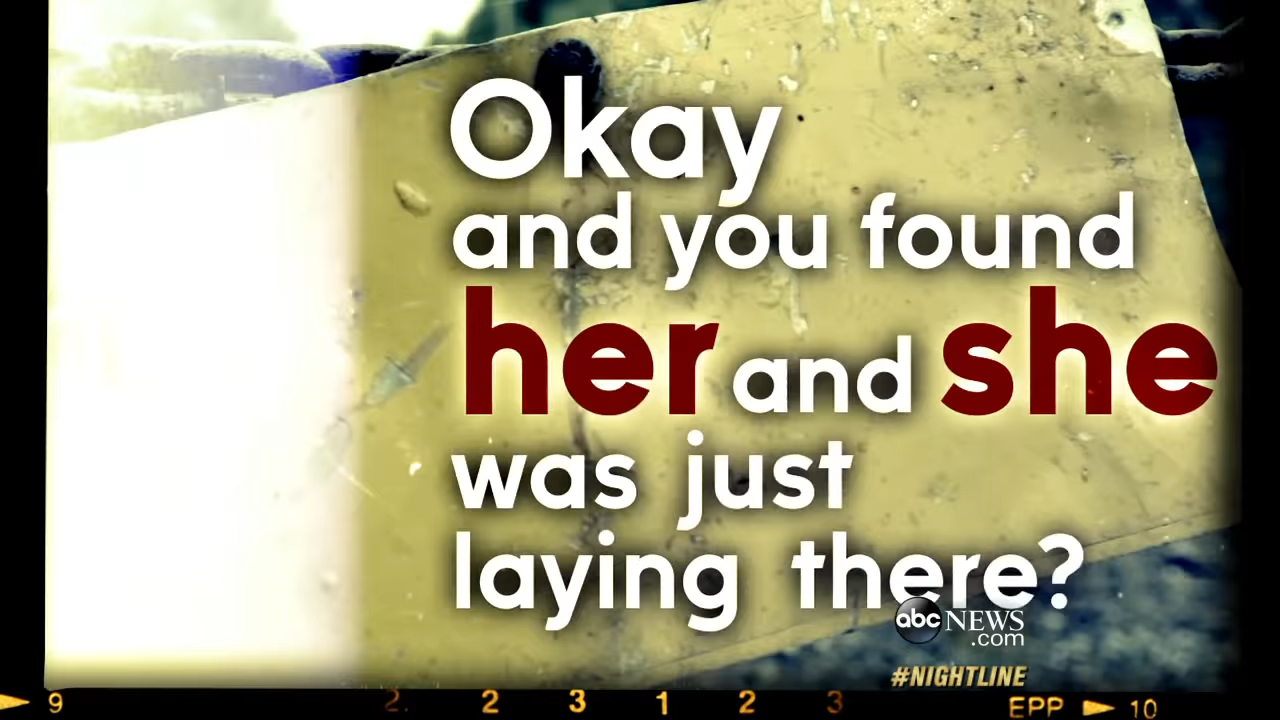 Okay
and you found
her and she
was just
laying there?
abc NEWS
.com
#NIGHTLINE
9 2. 2 3 1 2 3 EPP 10